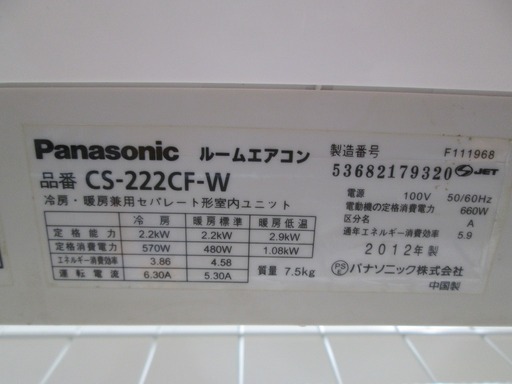 Panasonic ルームエアコン
品番 CS-222CF-W
冷房・暖房兼用セパレート形室内ユニット
冷房 暖房標準 暖房低温
定格能力 2.2kW 2.2kW 2.9kW
定格消費電力 570W 480W 1.08kW
エネルギー消費効率 3.86 4.58
運転電流 6.30A 5.30A
質量 7.5kg
製造番号 F111968
53682179320 JET
電源 100V 50/60Hz
電動機の定格消費電力 660W
区分名 A
通年エネルギー消費効率 5.9
2012年製
PSE パナソニック株式会社
中国製